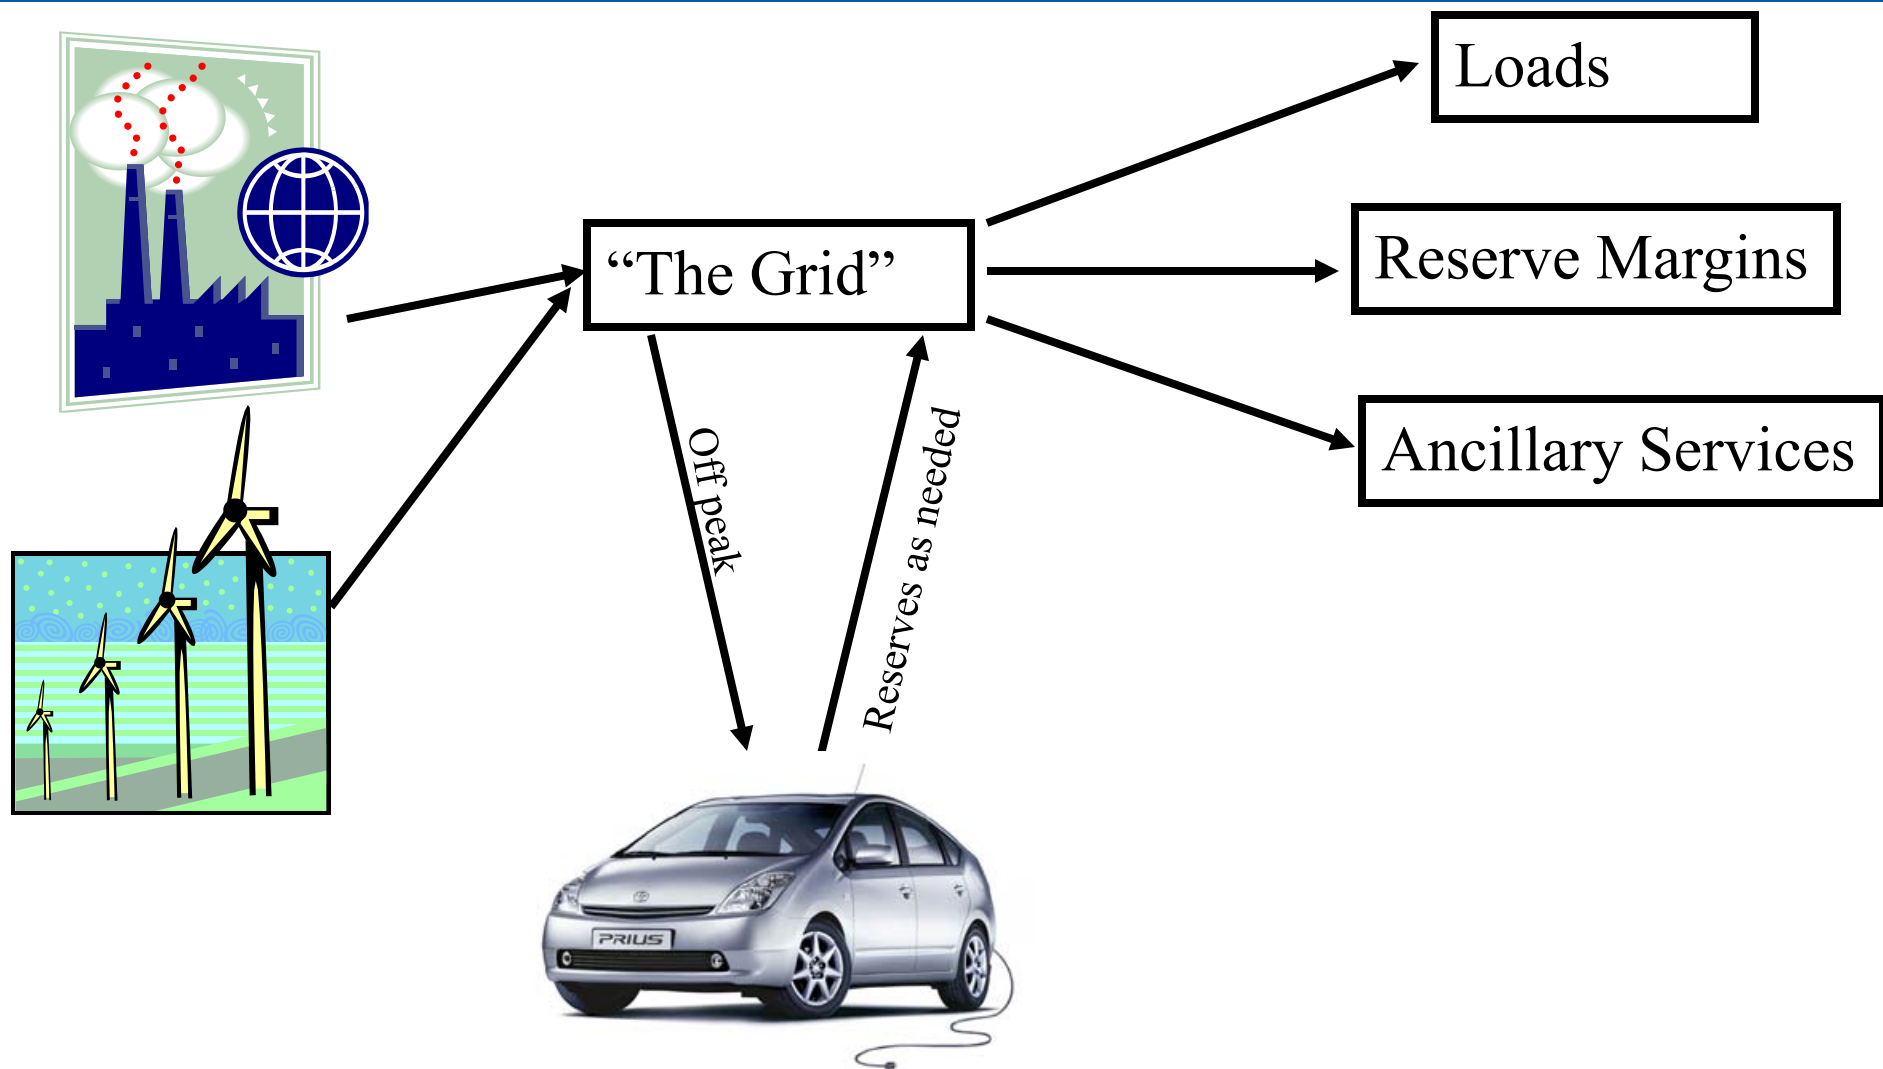 Loads
“The Grid”
Reserve Margins
Ancillary Services
Off peak
Reserves as needed
PRIUS